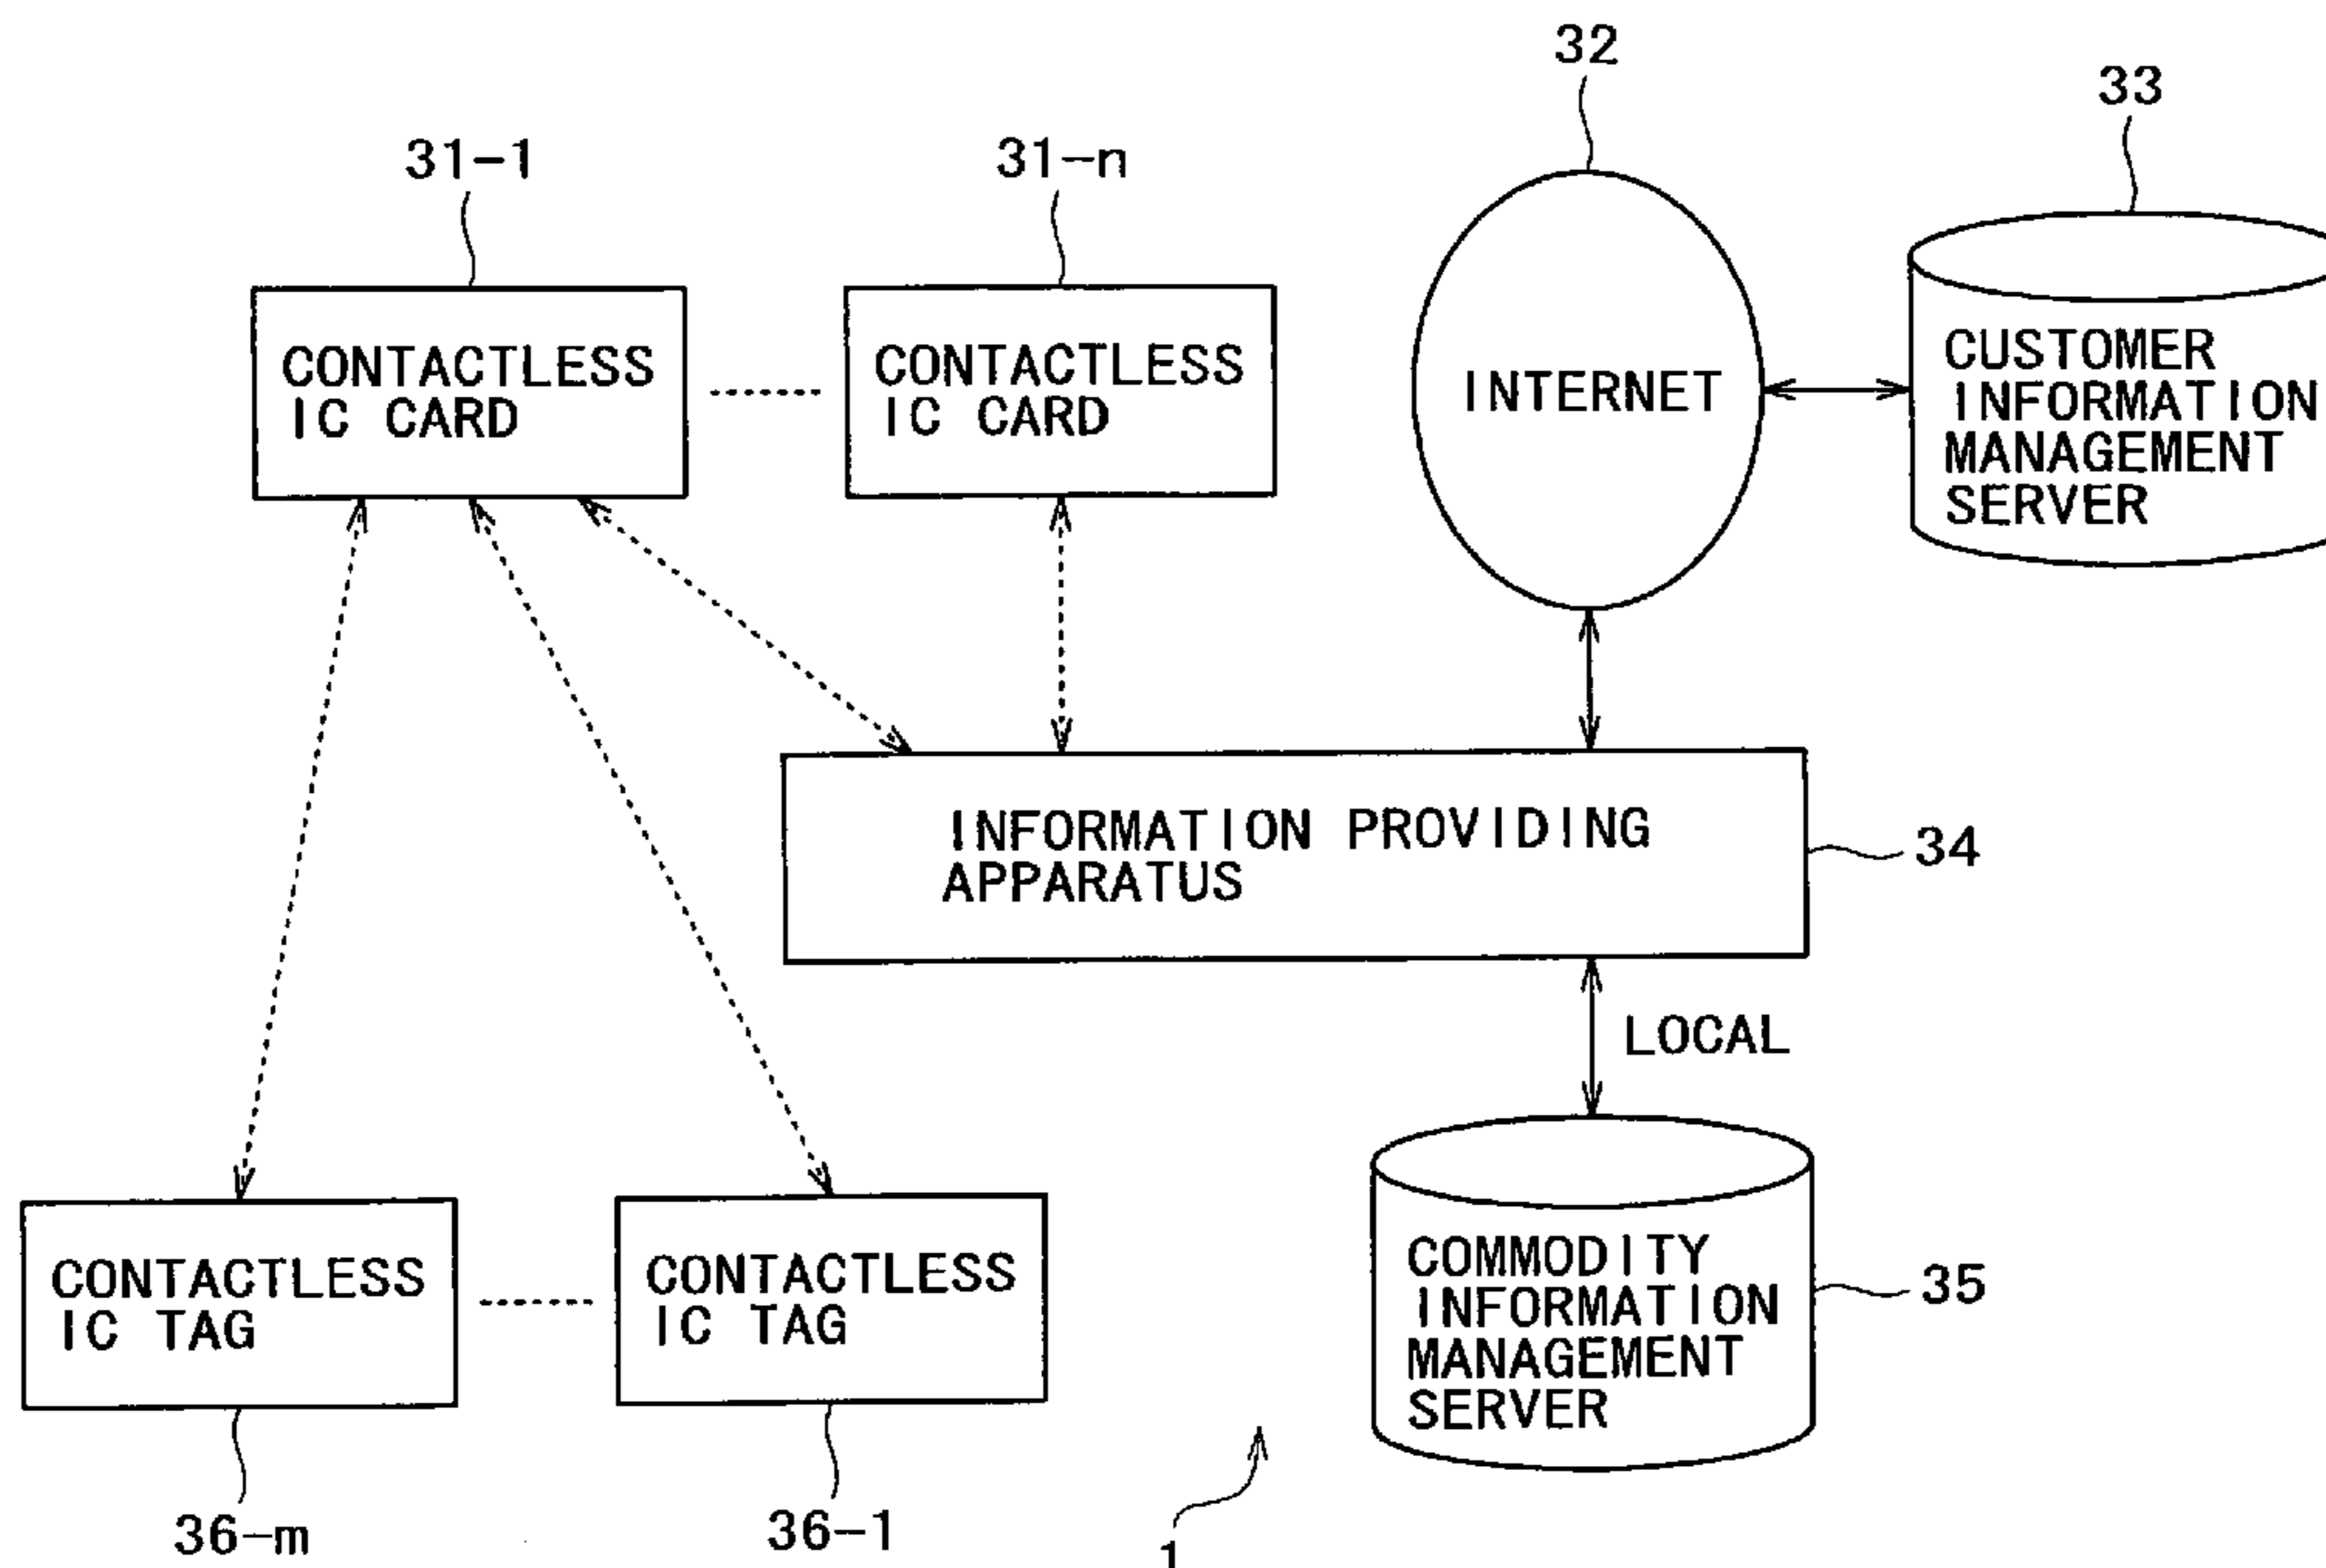 32
33
31-1
31-n
CONTACTLESS
IC CARD
CONTACTLESS
IC CARD
INTERNET
CUSTOMER
INFORMATION
MANAGEMENT
SERVER
INFORMATION PROVIDING
APPARATUS
34
LOCAL
CONTACTLESS
IC TAG
CONTACTLESS
IC TAG
COMMODITY
INFORMATION
MANAGEMENT
SERVER
35
36-m
36-1
1